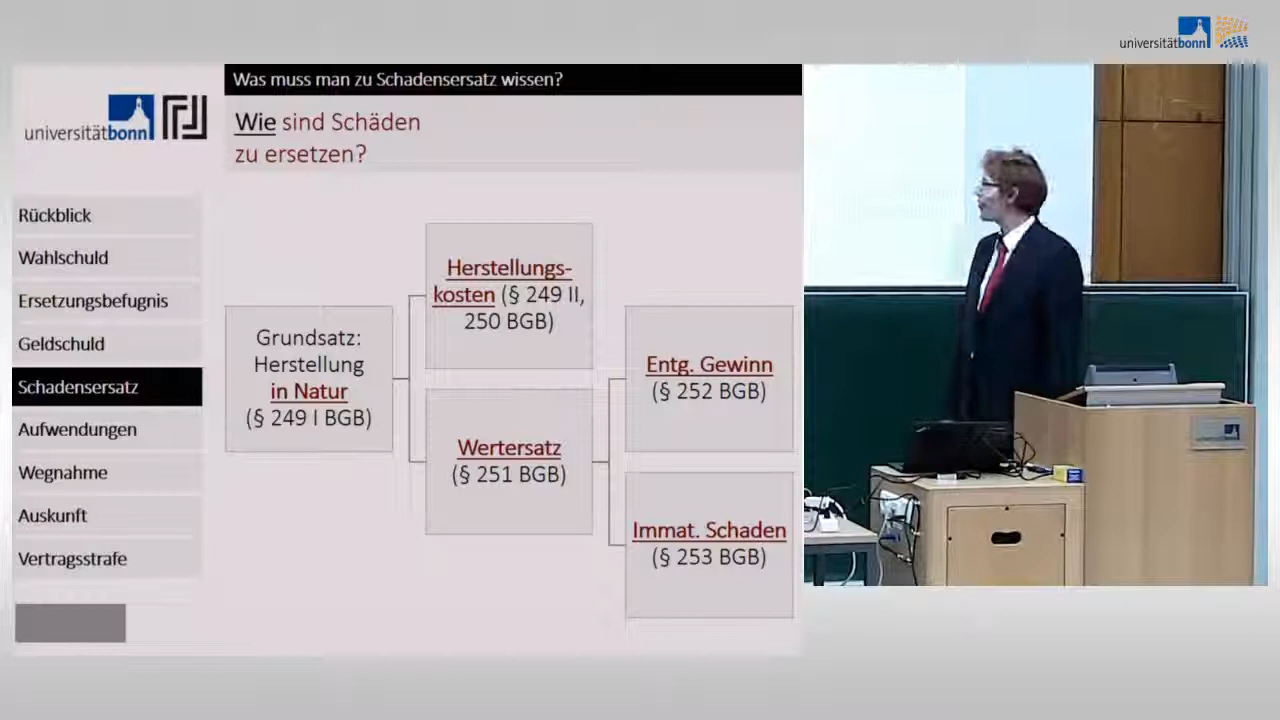 universitätbonn
Was muss man zu Schadensersatz wissen?
universitätbonn
Wie sind Schäden
zu ersetzen?
Rückblick
Wahlschuld
Ersetzungsbefugnis
Geldschuld
Schadensersatz
Aufwendungen
Wegnahme
Auskunft
Vertragsstrafe
Grundsatz:
Herstellung
in Natur
(§ 249 I BGB)
Herstellungs-
kosten (§ 249 II,
250 BGB)
Wertersatz
(§ 251 BGB)
Entg. Gewinn
(§ 252 BGB)
Immat. Schaden
(§ 253 BGB)